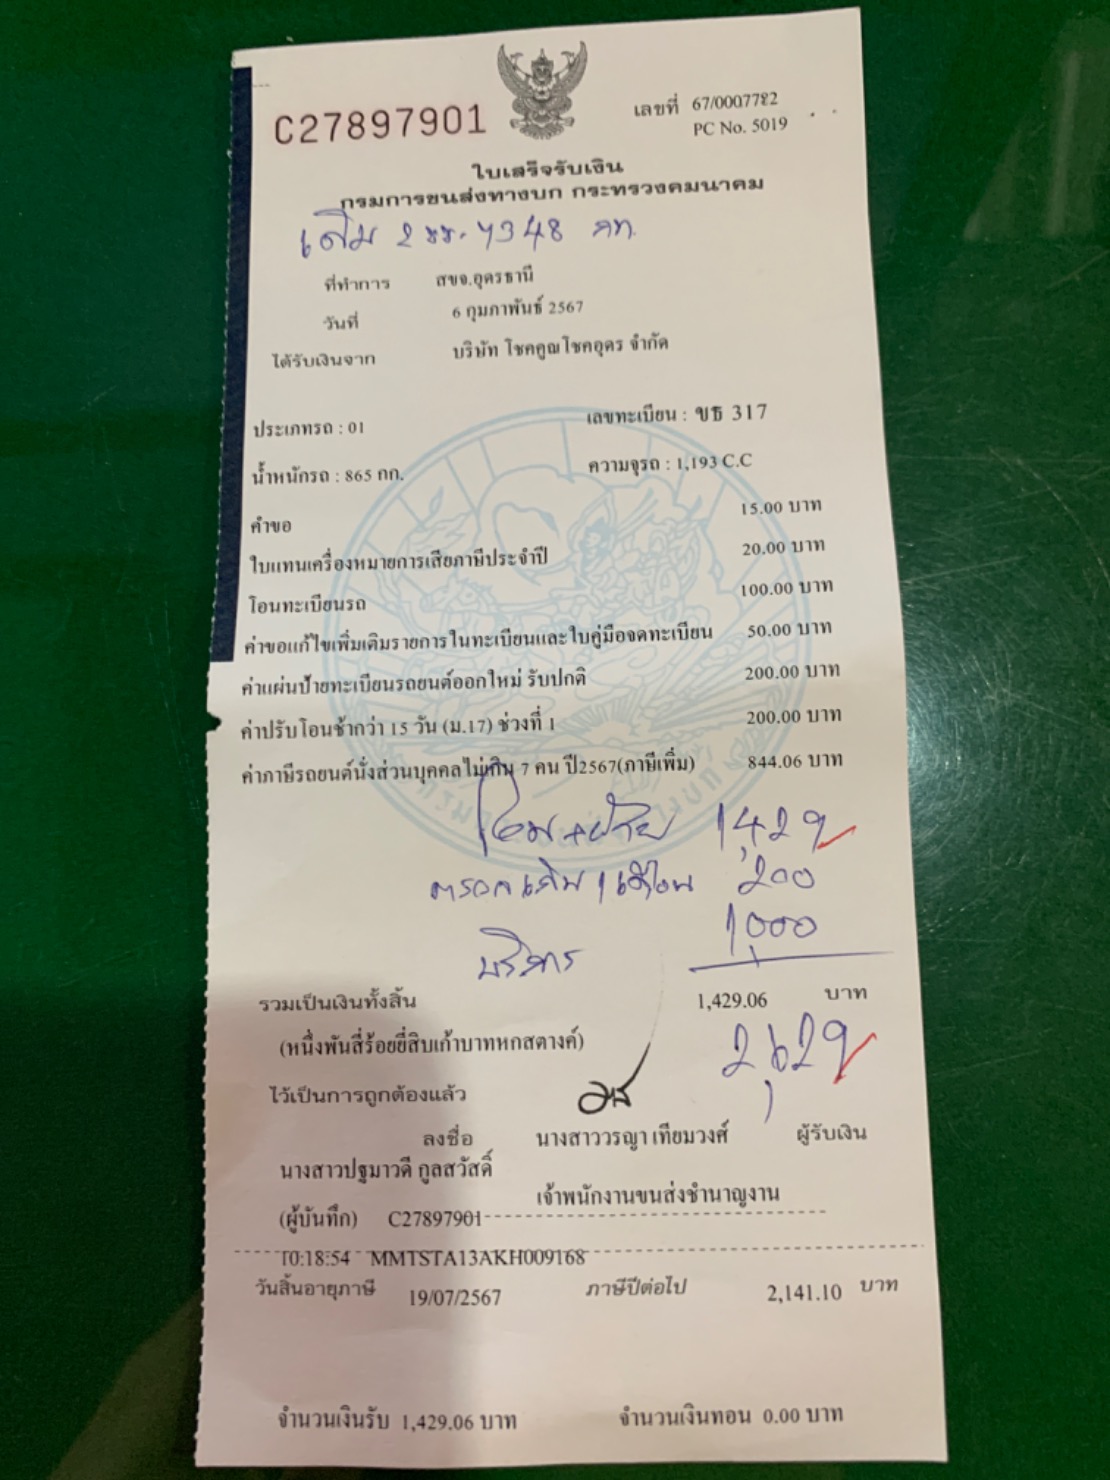 C27897901
เลขที่ 67/0007782
PC No. 5019
ใบเสร็จรับเงิน
กรมการขนส่งทางบก กระทรวงคมนาคม
เดิม 2 7348 กท.
ที่ทำการ สขจ.อุดรธานี
วันที่ 6 กุมภาพันธ์ 2567
ได้รับเงินจาก บริษัท โชคคูณโชคอุดร จำกัด
ประเภทรถ : 01 เลขทะเบียน : ขธ 317
น้ำหนักรถ : 865 กก. ความจุรถ : 1,193 C.C
คำขอ 15.00 บาท
ใบแทนเครื่องหมายการเสียภาษีประจำปี 20.00 บาท
โอนทะเบียนรถ 100.00 บาท
ค่าขอแก้ไขเพิ่มเติมรายการในทะเบียนและใบคู่มือจดทะเบียน 50.00 บาท
ค่าแผ่นป้ายทะเบียนรถยนต์ออกใหม่ รับปกติ 200.00 บาท
ค่าปรับโอนช้ากว่า 15 วัน (ม.17) ช่วงที่ 1 200.00 บาท
ค่าภาษีรถยนต์นั่งส่วนบุคคลไม่เกิน 7 คน ปี2567(ภาษีเพิ่ม) 844.06 บาท
โอน+ย้าย 1,429
200
บริการ 1,000
รวมเป็นเงินทั้งสิ้น 1,429.06 บาท
(หนึ่งพันสี่ร้อยยี่สิบเก้าบาทหกสตางค์) 2,629
ไว้เป็นการถูกต้องแล้ว
ลงชื่อ นางสาววรญา เทียมวงศ์ ผู้รับเงิน
นางสาวปฐมาวดี กูลสวัสดิ์
เจ้าพนักงานขนส่งชำนาญงาน
(ผู้บันทึก) C27897901
10:18:54 MMTSTA13AKH009168
วันสิ้นอายุภาษี 19/07/2567 ภาษีปีต่อไป 2,141.10 บาท
จำนวนเงินรับ 1,429.06 บาท จำนวนเงินทอน 0.00 บาท